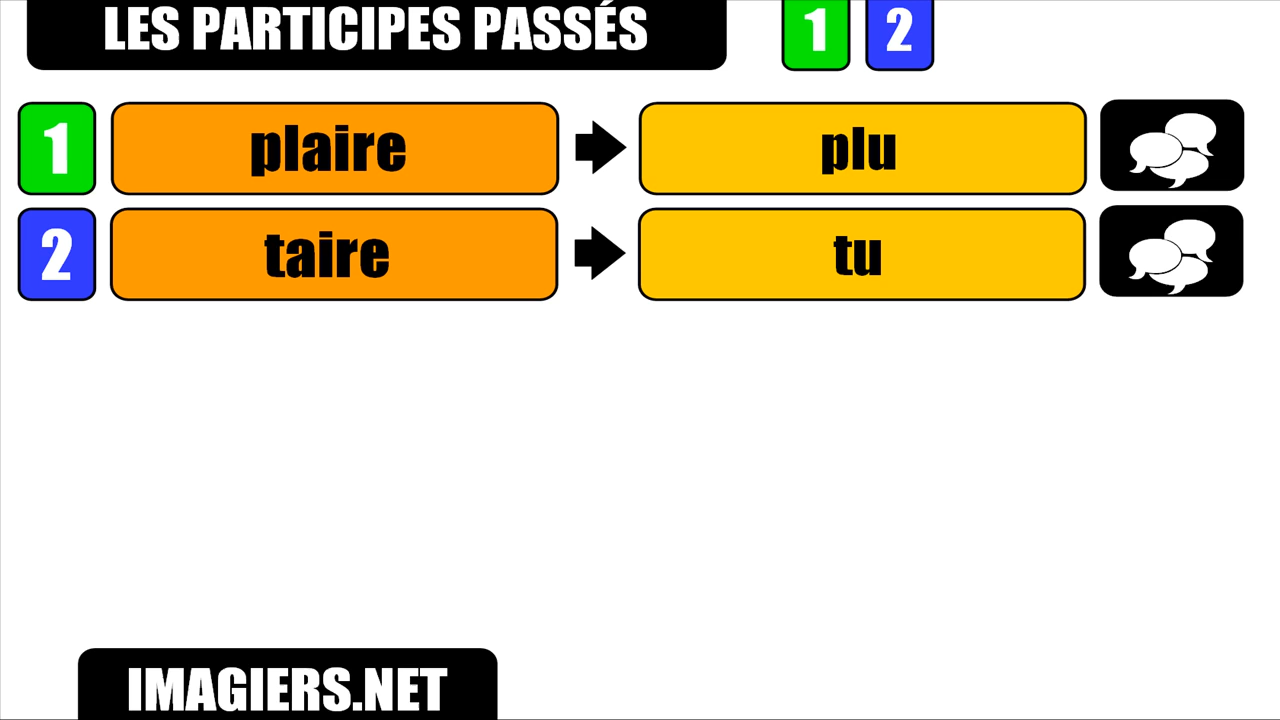 LES PARTICIPES PASSÉS 1 2
1 plaire plu
2 taire tu
IMAGIERS.NET